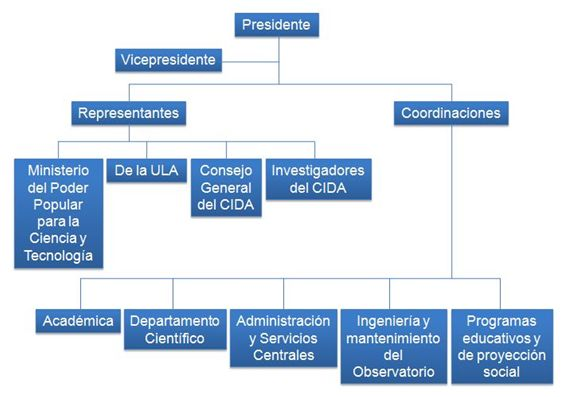 Presidente
Vicepresidente
Representantes
Coordinaciones
Ministerio
del Poder
Popular
para la
Ciencia y
Tecnología
De la ULA
Consejo
General
del CIDA
Investigadores
del CIDA
Académica
Departamento
Científico
Administración
y Servicios
Centrales
Ingeniería y
mantenimiento
del
Observatorio
Programas
educativos y
de proyección
social